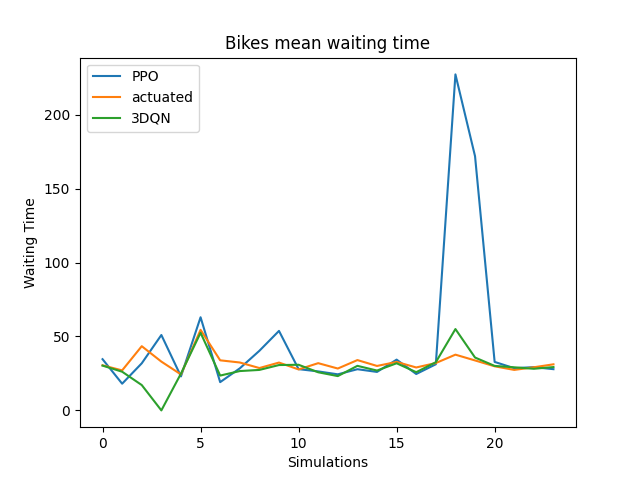 Bikes mean waiting time
PPO
actuated
3DQN
Waiting Time
200
150
100
50
0
0 5 10 15 20
Simulations